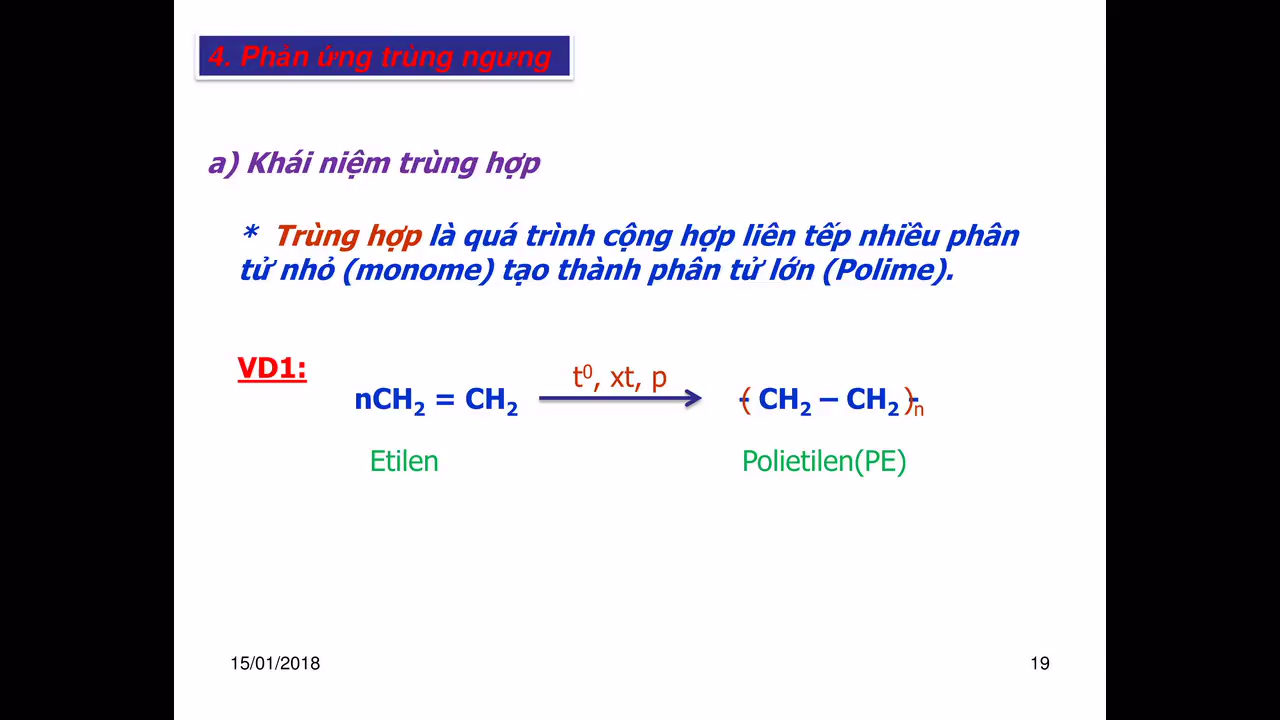 4. Phản ứng trùng ngưng
a) Khái niệm trùng hợp
* Trùng hợp là quá trình cộng hợp liên tếp nhiều phân
tử nhỏ (monome) tạo thành phân tử lớn (Polime).
VD1:
t⁰, xt, p
nCH₂ = CH₂ → -( CH₂ – CH₂ )-ₙ
Etilen Polietilen(PE)
15/01/2018 19